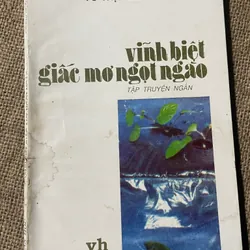 vĩnh biệt
giấc mơ ngọt ngào
TẬP TRUYỆN NGẮN
vh